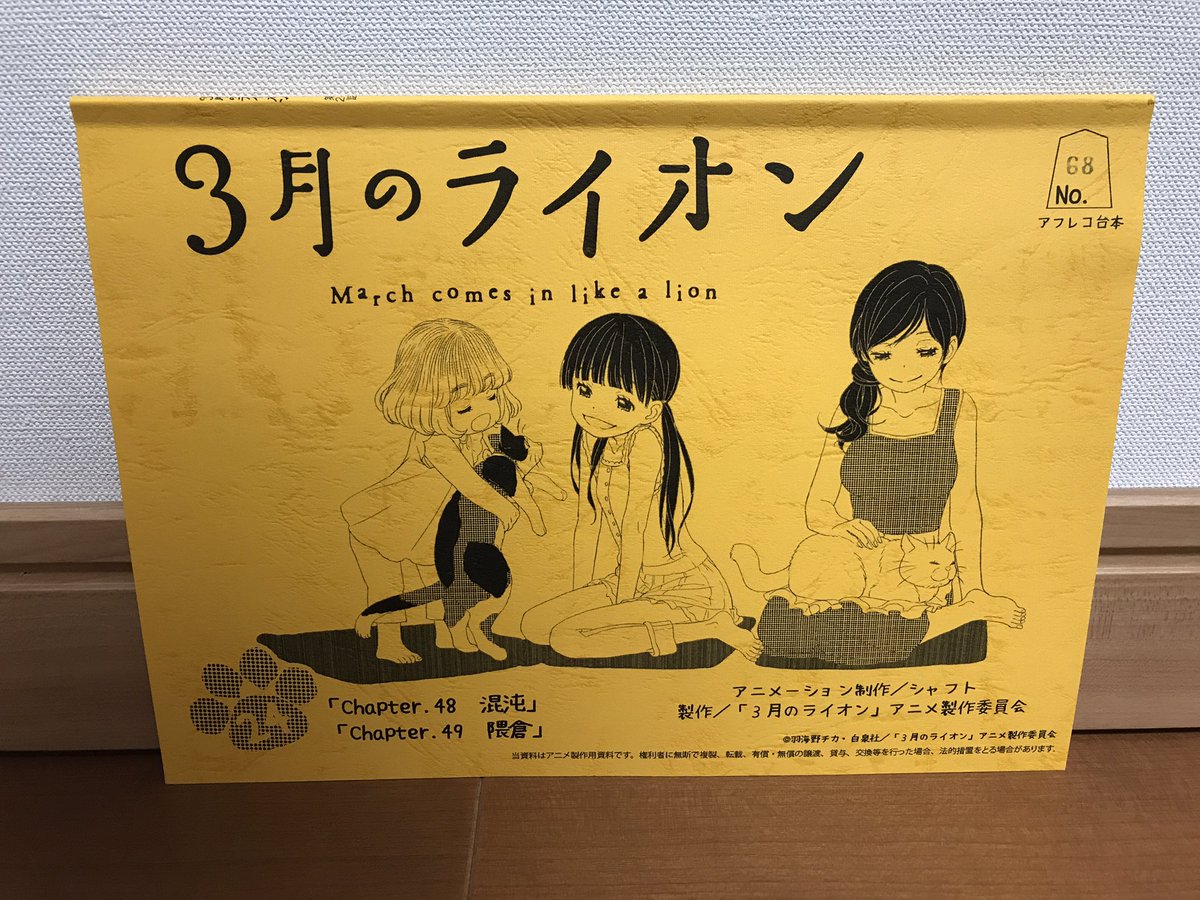 3月のライオン
March comes in like a lion
68
No.
アフレコ台本
24
「Chapter.48 混沌」
「Chapter.49 隈倉」
アニメーション制作/シャフト
製作/「3月のライオン」アニメ製作委員会
©羽海野チカ・白泉社/「3月のライオン」アニメ製作委員会
当資料はアニメ製作用資料です。権利者に無断で複製、転載、有償・無償の譲渡、貸与、交換等を行った場合、法的措置をとる場合があります。